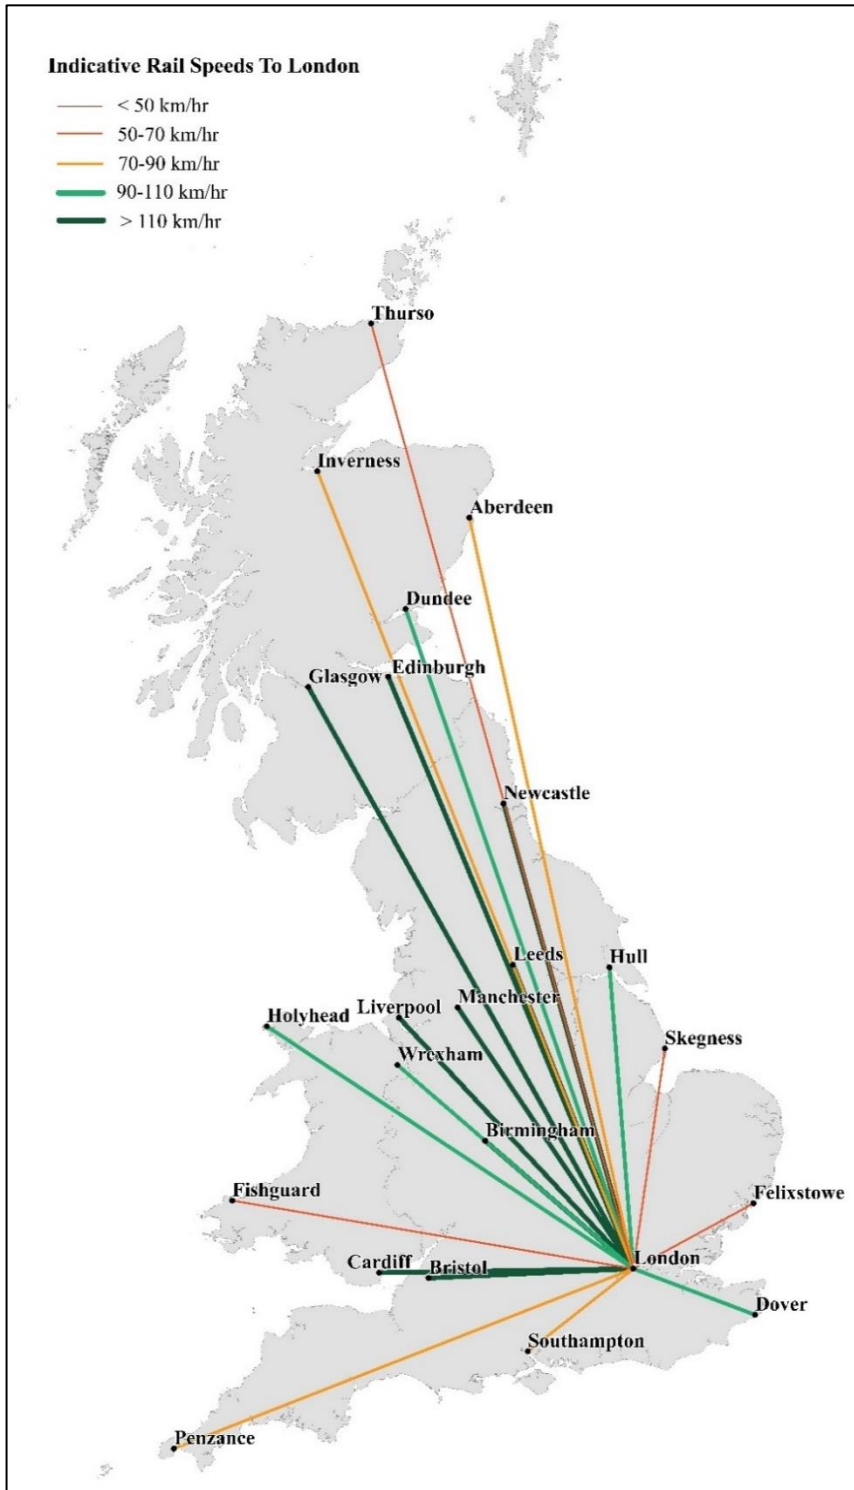 Indicative Rail Speeds To London
< 50 km/hr
50-70 km/hr
70-90 km/hr
90-110 km/hr
> 110 km/hr
Thurso
Inverness
Aberdeen
Dundee
Edinburgh
Glasgow
Newcastle
Leeds
Hull
Manchester
Liverpool
Holyhead
Skegness
Wrexham
Birmingham
Fishguard
Felixstowe
London
Cardiff
Bristol
Dover
Southampton
Penzance